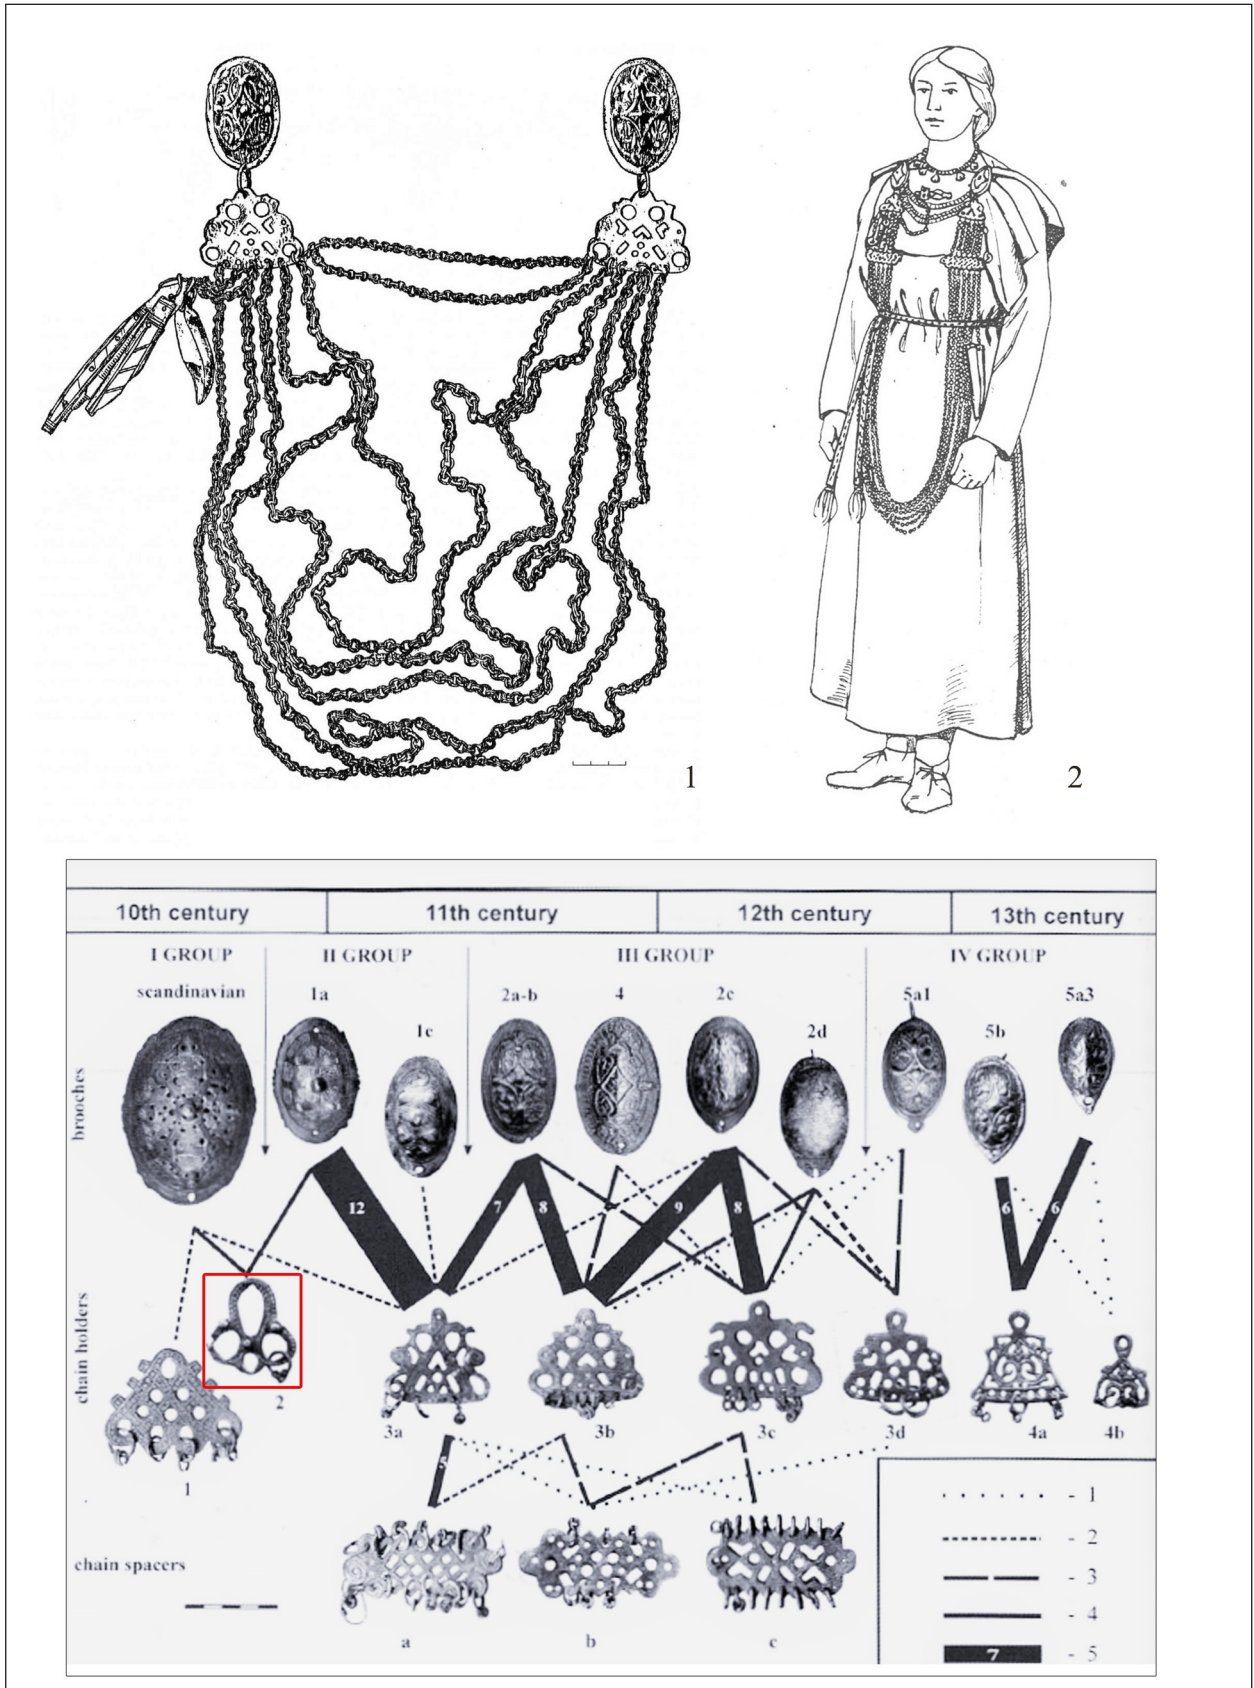 1
2
10th century 11th century 12th century 13th century
I GROUP II GROUP III GROUP IV GROUP
scandinavian 1a 1c 2a-b 4 2c 2d 5a1 5b 5a3
brooches
12 7 8 9 8 6 6
chain holders
1 2 3a 3b 3c 3d 4a 4b
5
chain spacers
a b c
- 1
- 2
- 3
- 4
7 - 5